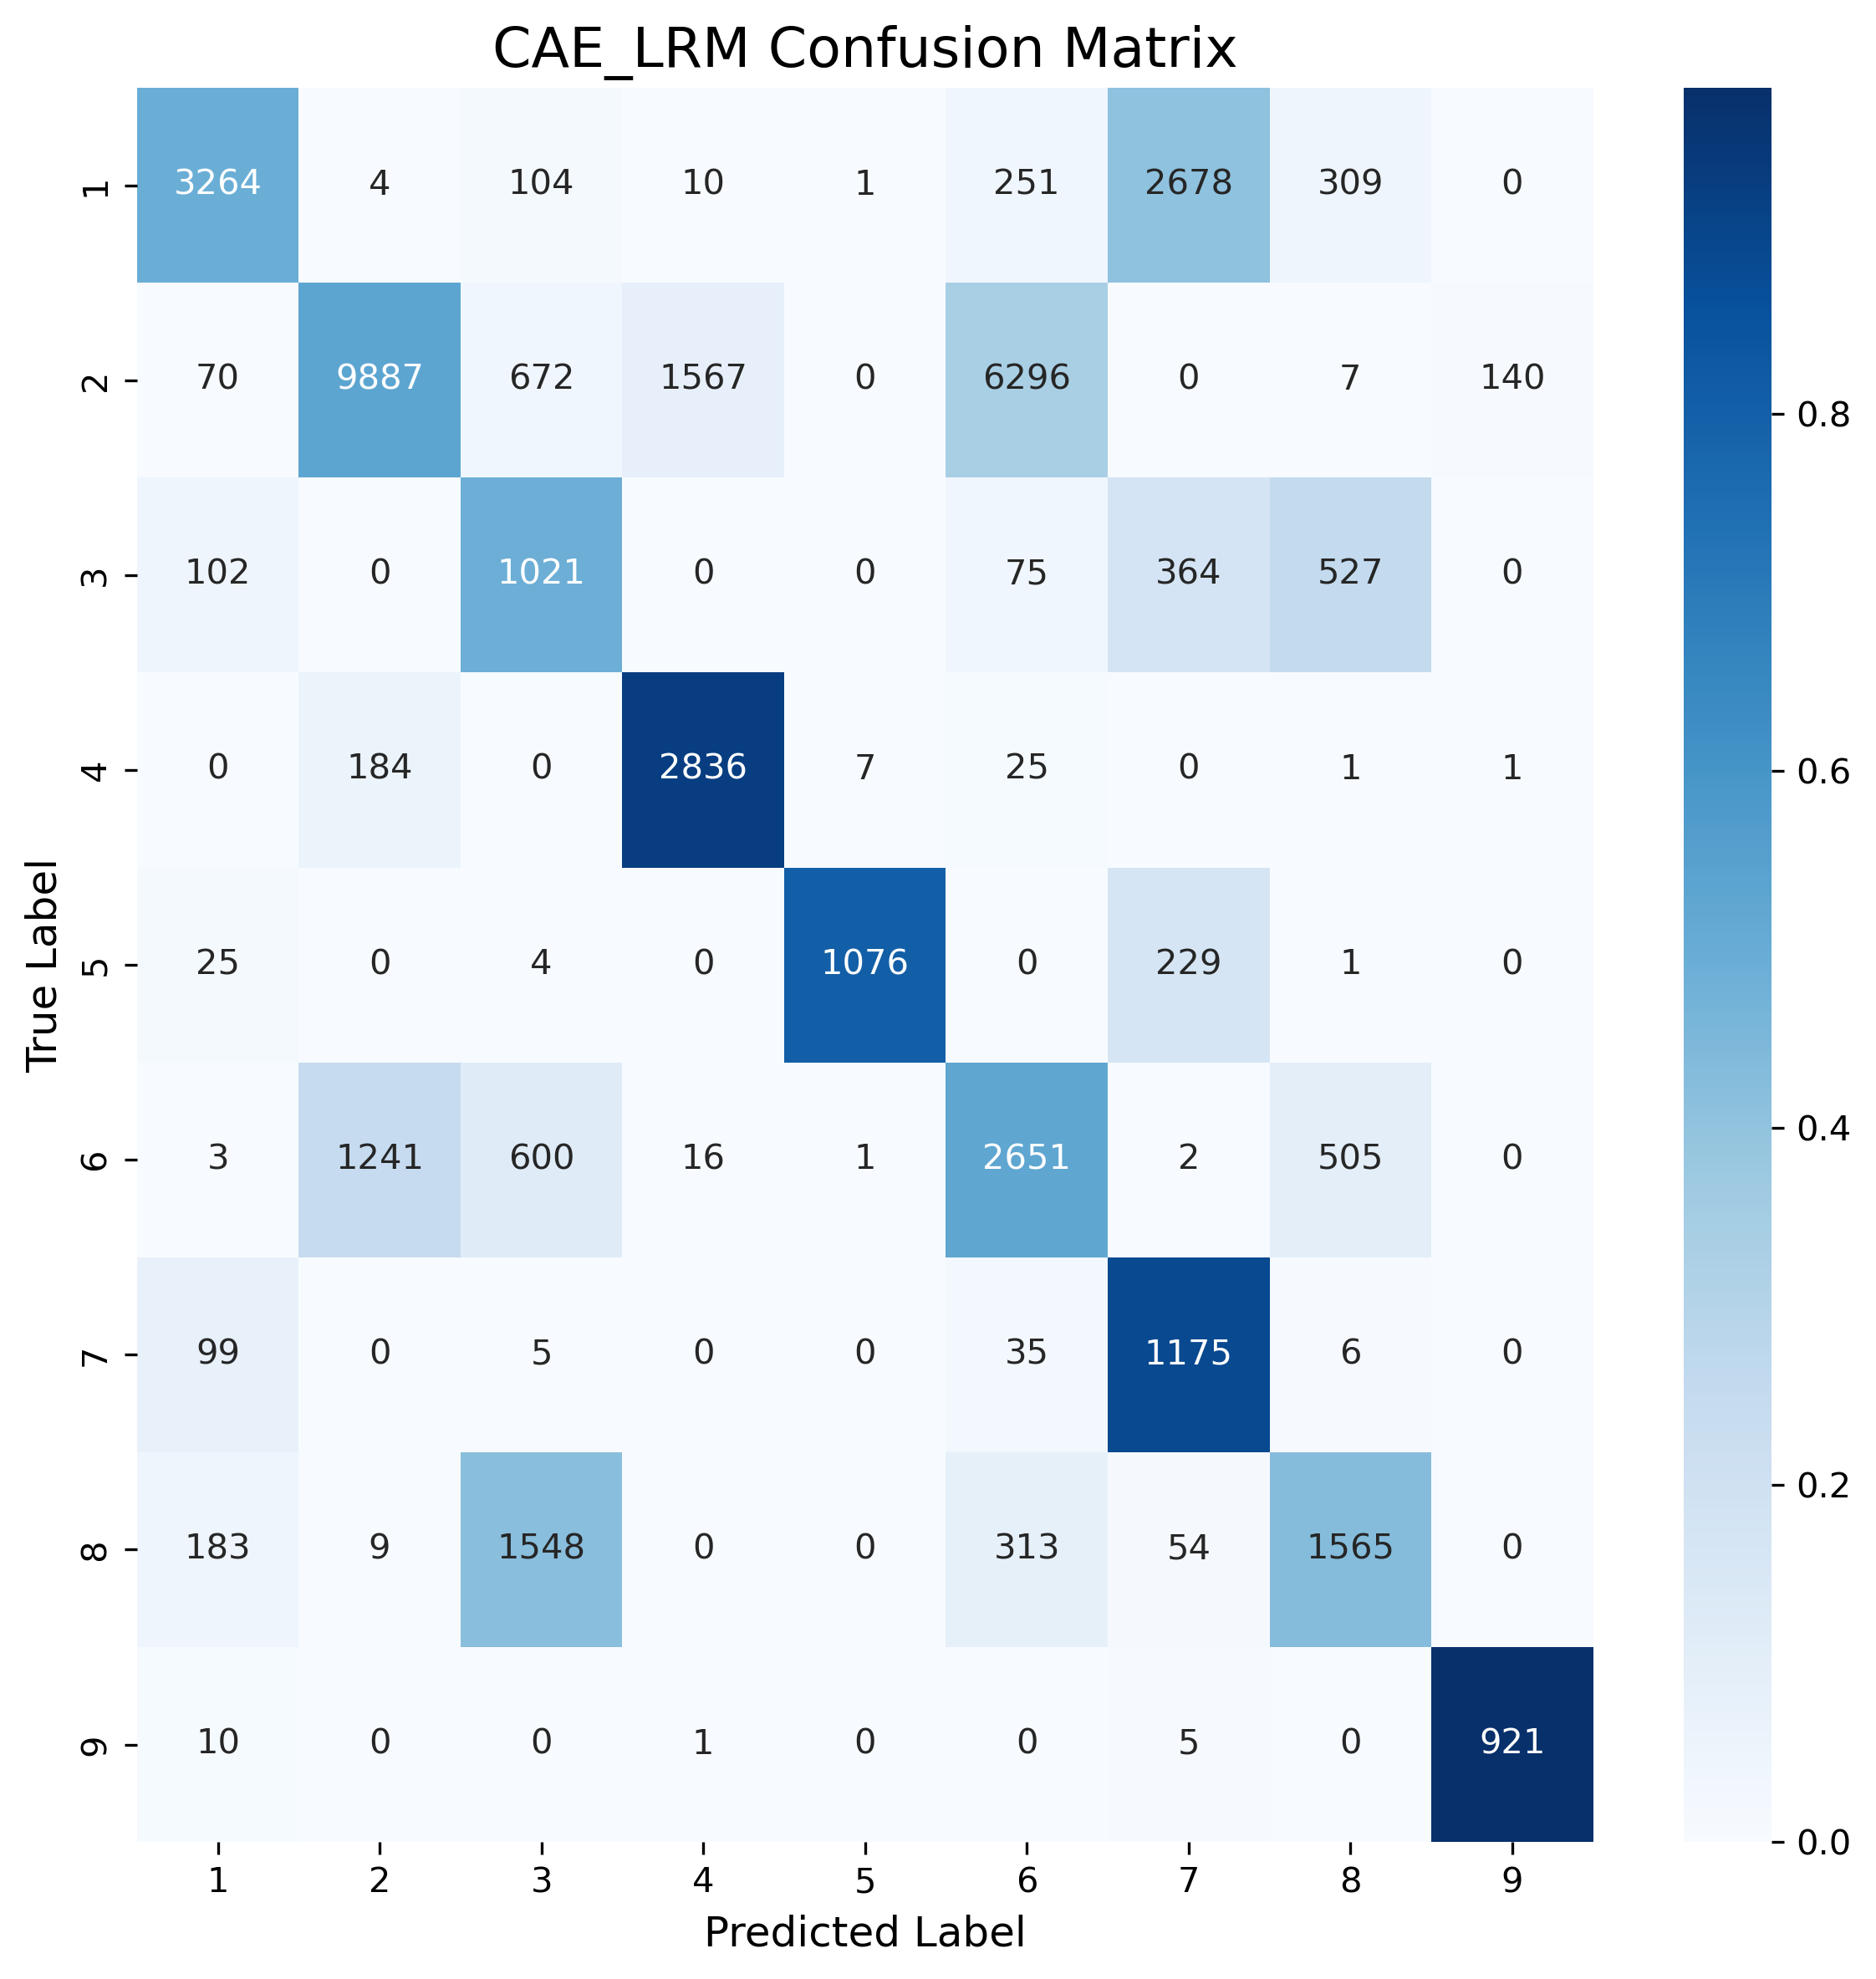 CAE_LRM Confusion Matrix
1 3264 4 104 10 1 251 2678 309 0
2 70 9887 672 1567 0 6296 0 7 140
0.8
3 102 0 1021 0 0 75 364 527 0
4 0 184 0 2836 7 25 0 1 1
0.6
True Label
5 25 0 4 0 1076 0 229 1 0
6 3 1241 600 16 1 2651 2 505 0
0.4
7 99 0 5 0 0 35 1175 6 0
0.2
8 183 9 1548 0 0 313 54 1565 0
9 10 0 0 1 0 0 5 0 921
0.0
1 2 3 4 5 6 7 8 9
Predicted Label